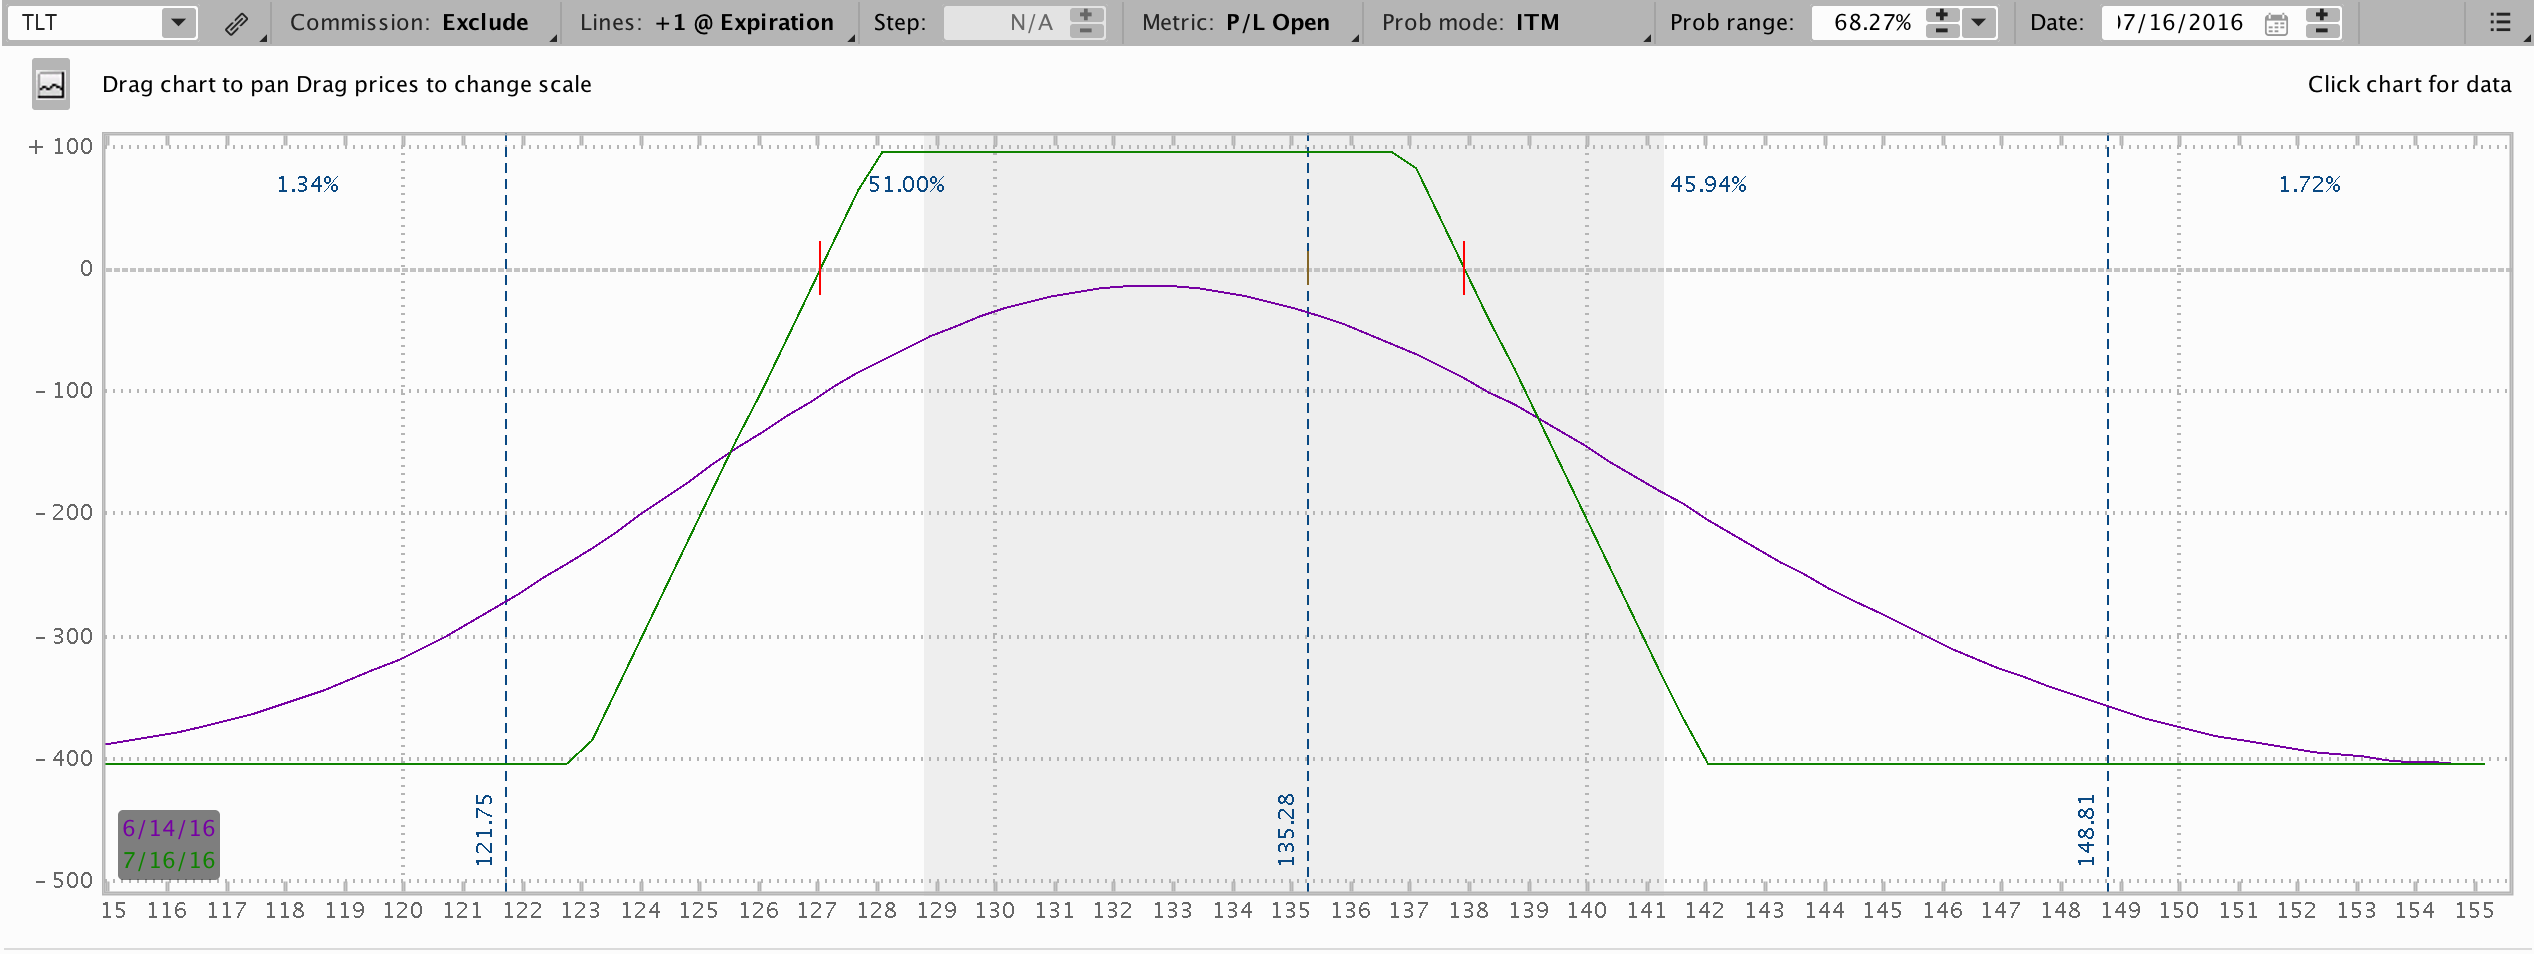 TLT Commission: Exclude Lines: +1 @ Expiration Step: N/A Metric: P/L Open Prob mode: ITM Prob range: 68.27% Date: 07/16/2016
Drag chart to pan Drag prices to change scale Click chart for data
+ 100
1.34% 51.00% 45.94% 1.72%
0
- 100
- 200
- 300
- 400
121.75 135.28 148.81
6/14/16
7/16/16
- 500
15 116 117 118 119 120 121 122 123 124 125 126 127 128 129 130 131 132 133 134 135 136 137 138 139 140 141 142 143 144 145 146 147 148 149 150 151 152 153 154 155